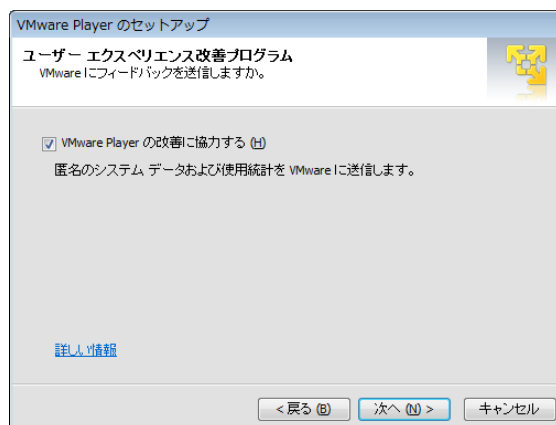 VMware Player のセットアップ
ユーザー エクスペリエンス改善プログラム
VMware にフィードバックを送信しますか。
VMware Player の改善に協力する (H)
匿名のシステム データおよび使用統計を VMware に送信します。
詳しい情報
< 戻る (B) 次へ (N) > キャンセル